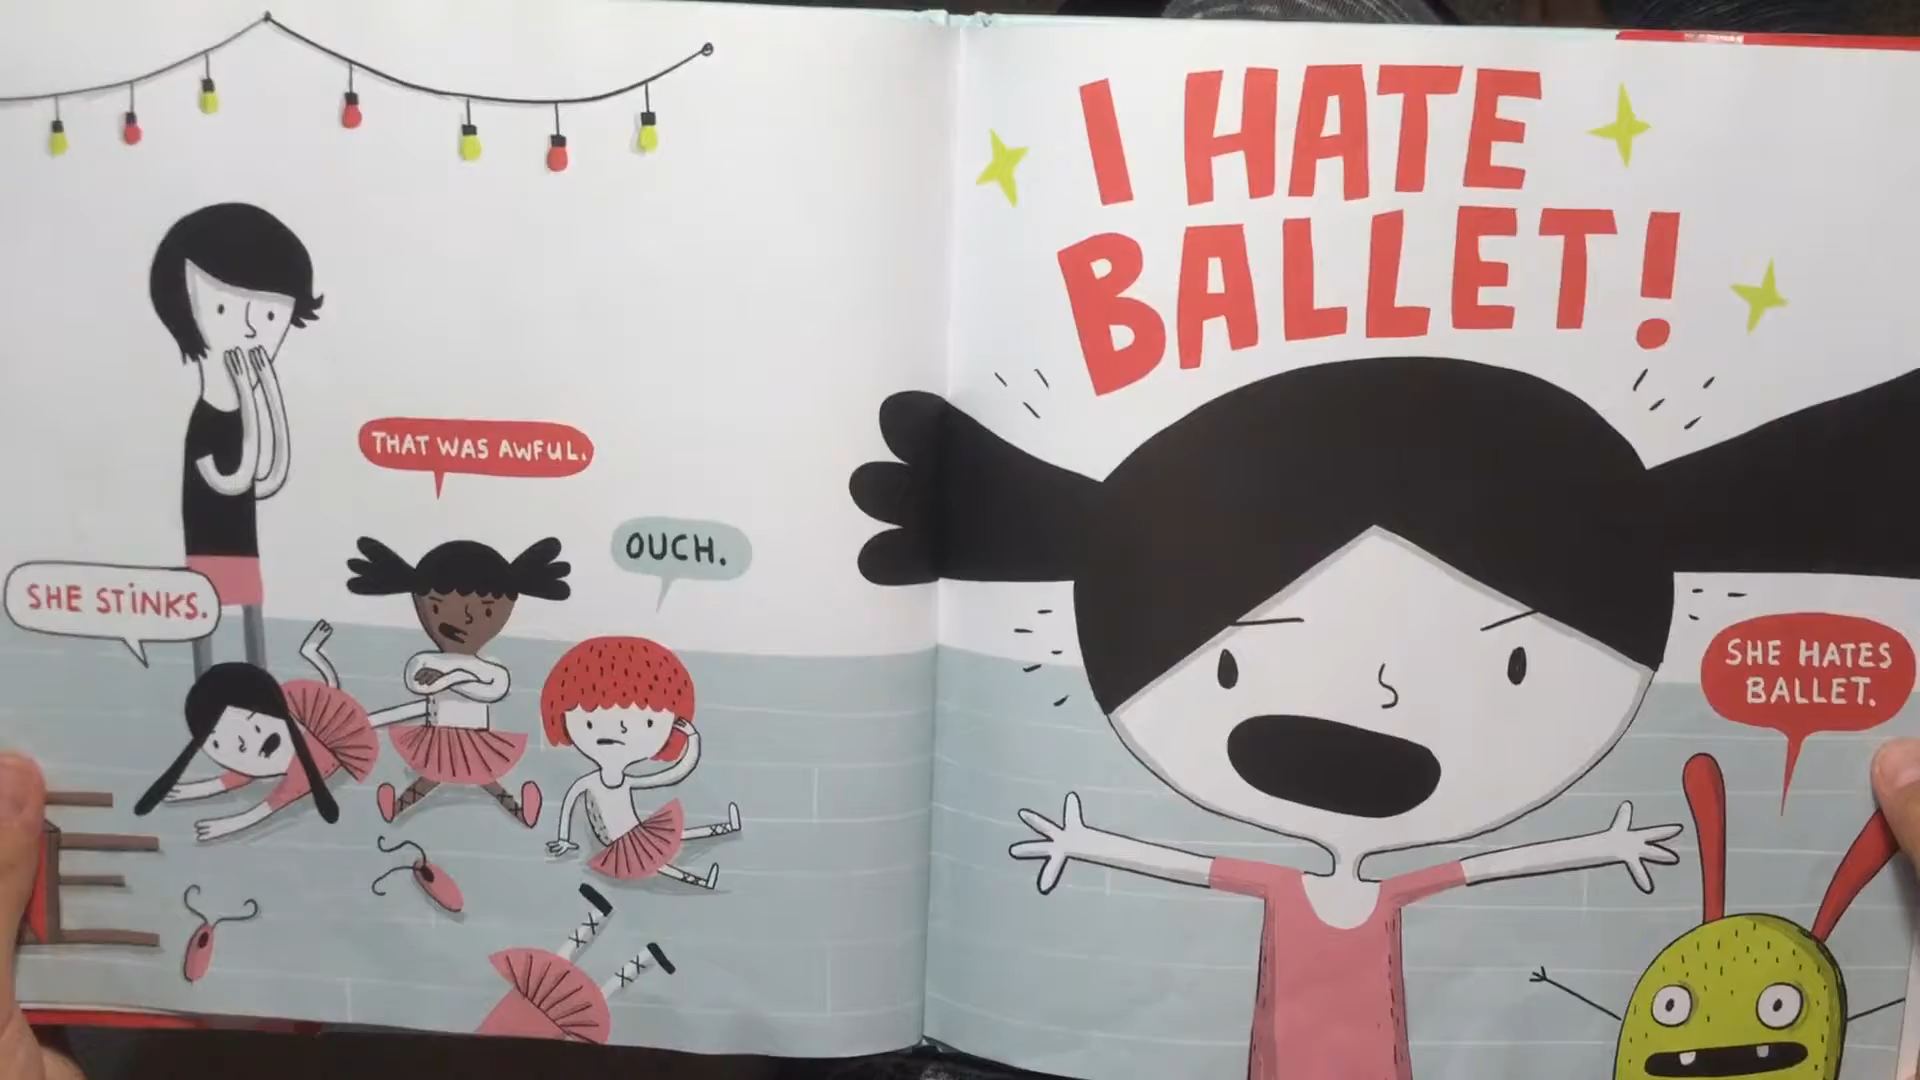 THAT WAS AWFUL.
OUCH.
SHE STINKS.
I HATE
BALLET!
SHE HATES
BALLET.